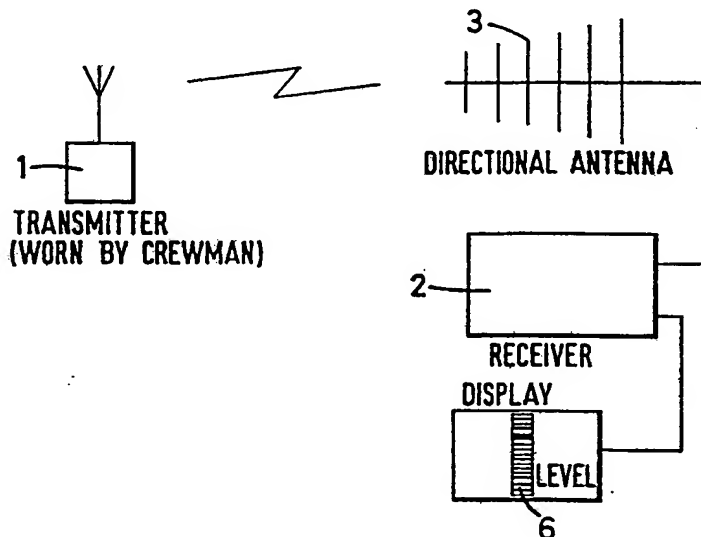 3
1
TRANSMITTER
(WORN BY CREWMAN)
DIRECTIONAL ANTENNA
2
RECEIVER
DISPLAY
LEVEL
6